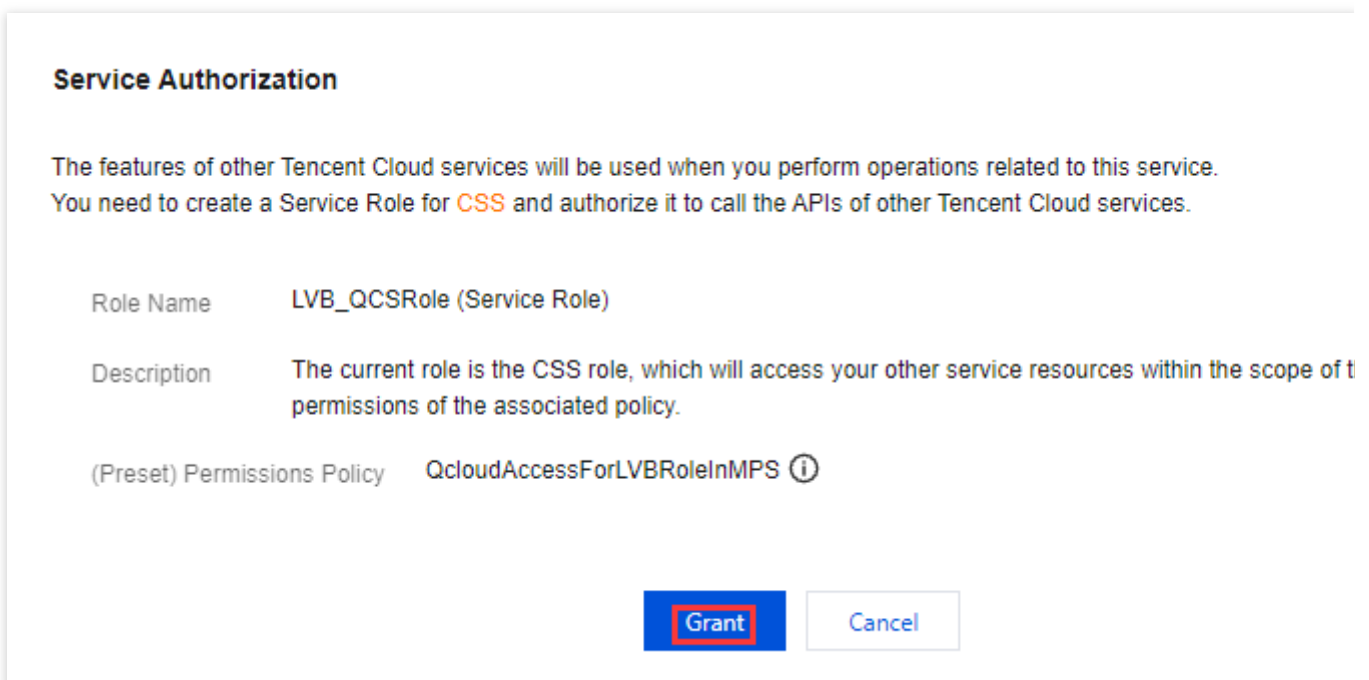 Service Authorization
The features of other Tencent Cloud services will be used when you perform operations related to this service.
You need to create a Service Role for CSS and authorize it to call the APIs of other Tencent Cloud services.
Role Name LVB_QCSRole (Service Role)
Description The current role is the CSS role, which will access your other service resources within the scope of
permissions of the associated policy.
(Preset) Permissions Policy QcloudAccessForLVBRoleInMPS
Grant Cancel